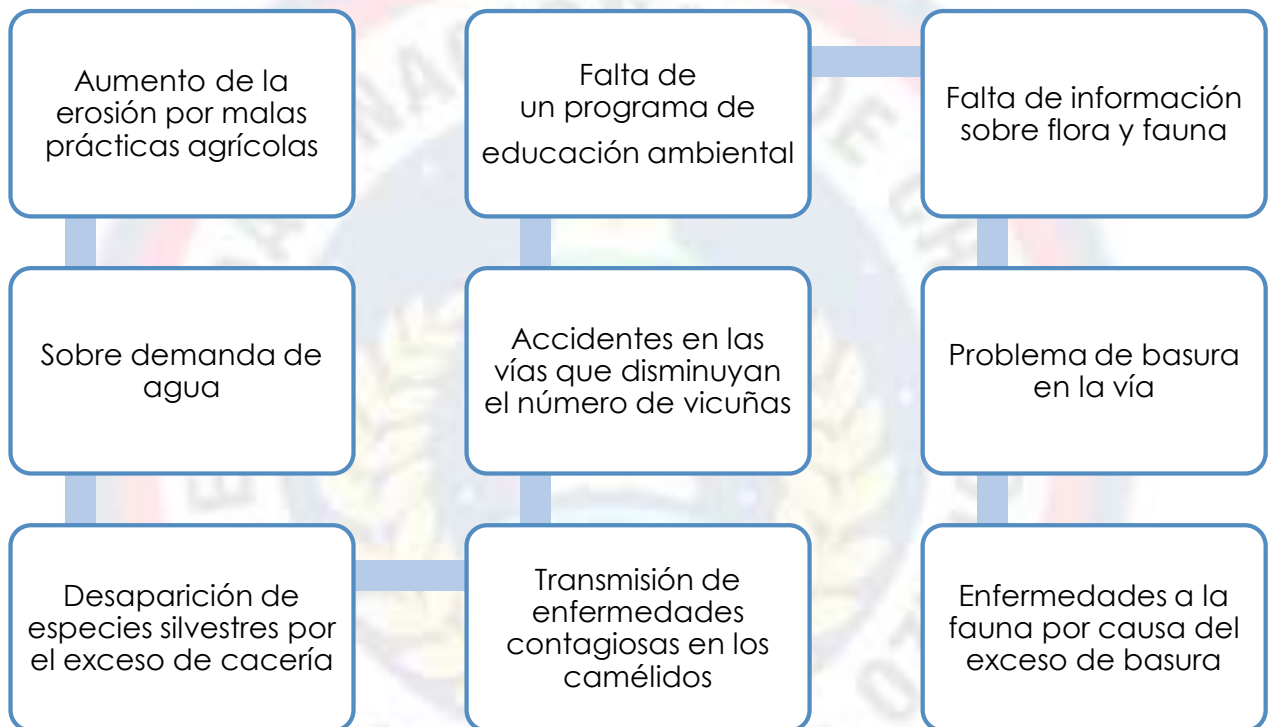 Aumento de la
erosión por malas
prácticas agrícolas
Sobre demanda de
agua
Desaparición de
especies silvestres por
el exceso de cacería
Transmisión de
enfermedades
contagiosas en los
camélidos
Accidentes en las
vías que disminuyan
el número de vicuñas
Falta de
un programa de
educación ambiental
Falta de información
sobre flora y fauna
Problema de basura
en la vía
Enfermedades a la
fauna por causa del
exceso de basura